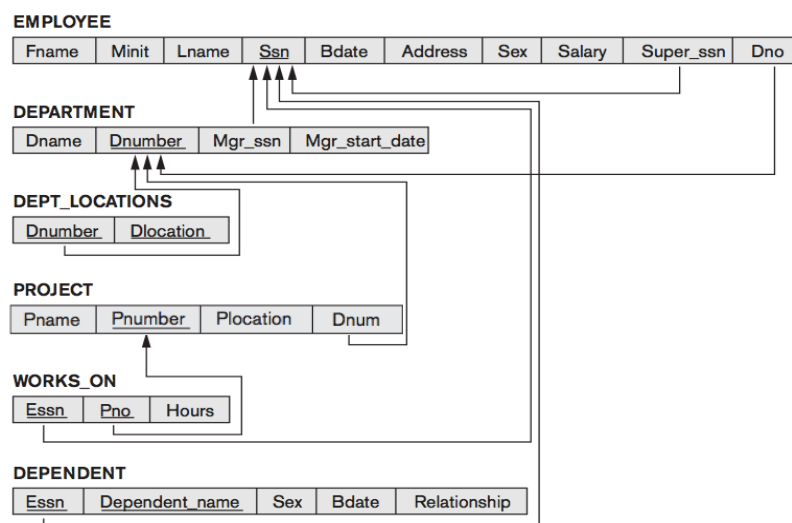 EMPLOYEE
Fname Minit Lname Ssn Bdate Address Sex Salary Super_ssn Dno
DEPARTMENT
Dname Dnumber Mgr_ssn Mgr_start_date
DEPT_LOCATIONS
Dnumber Dlocation
PROJECT
Pname Pnumber Plocation Dnum
WORKS_ON
Essn Pno Hours
DEPENDENT
Essn Dependent_name Sex Bdate Relationship